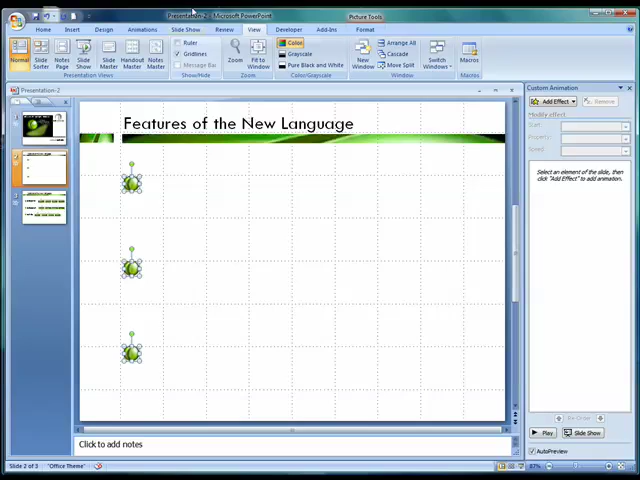 Presentation-2 - Microsoft PowerPoint
Picture Tools
Home
Insert
Design
Animations
Slide Show
Review
View
Developer
Add-Ins
Format
Normal
Slide Sorter
Notes Page
Slide Show
Slide Master
Handout Master
Notes Master
Presentation Views
Ruler
Gridlines
Message Bar
Show/Hide
Zoom
Fit to Window
Zoom
Color
Grayscale
Pure Black and White
Color/Grayscale
New Window
Arrange All
Cascade
Move Split
Switch Windows
Window
Macros
Macros
Presentation-2
Features of the New Language
Click to add notes
Custom Animation
Add Effect
Remove
Modify effect
Start:
Property:
Speed:
Select an element of the slide, then click "Add Effect" to add animation.
Re-Order
Play
Slide Show
AutoPreview
Slide 2 of 3
"Office Theme"
87%